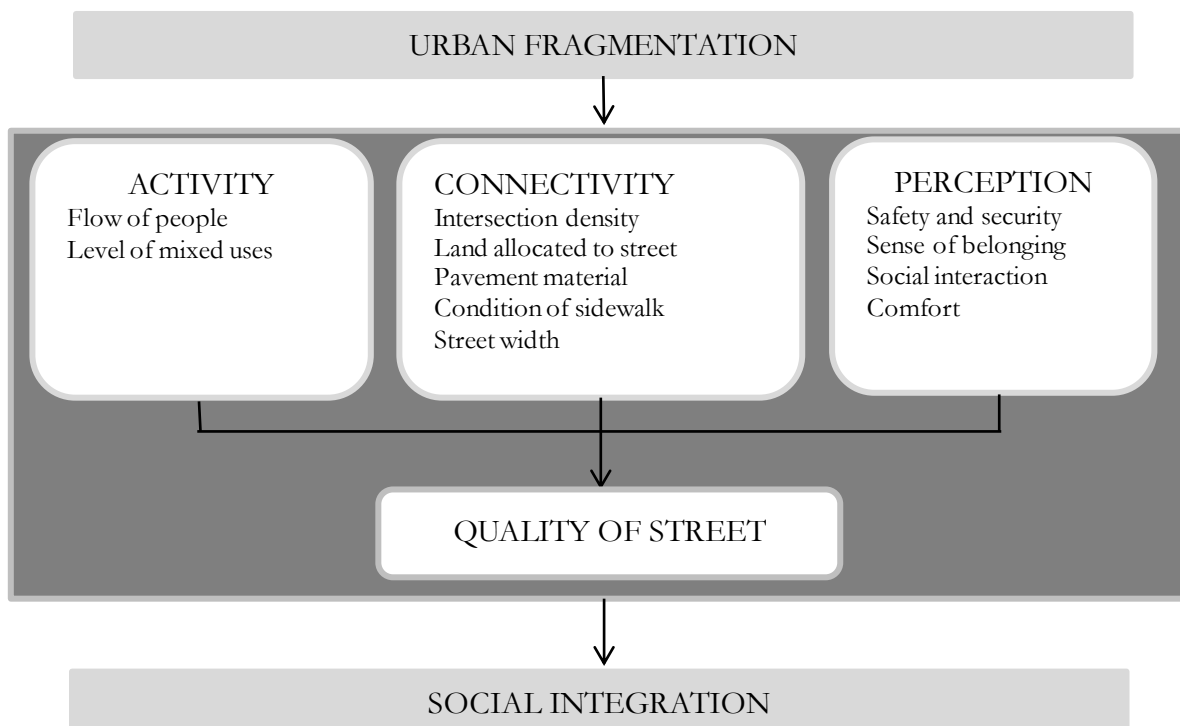 URBAN FRAGMENTATION
ACTIVITY
Flow of people
Level of mixed uses
CONNECTIVITY
Intersection density
Land allocated to street
Pavement material
Condition of sidewalk
Street width
PERCEPTION
Safety and security
Sense of belonging
Social interaction
Comfort
QUALITY OF STREET
SOCIAL INTEGRATION